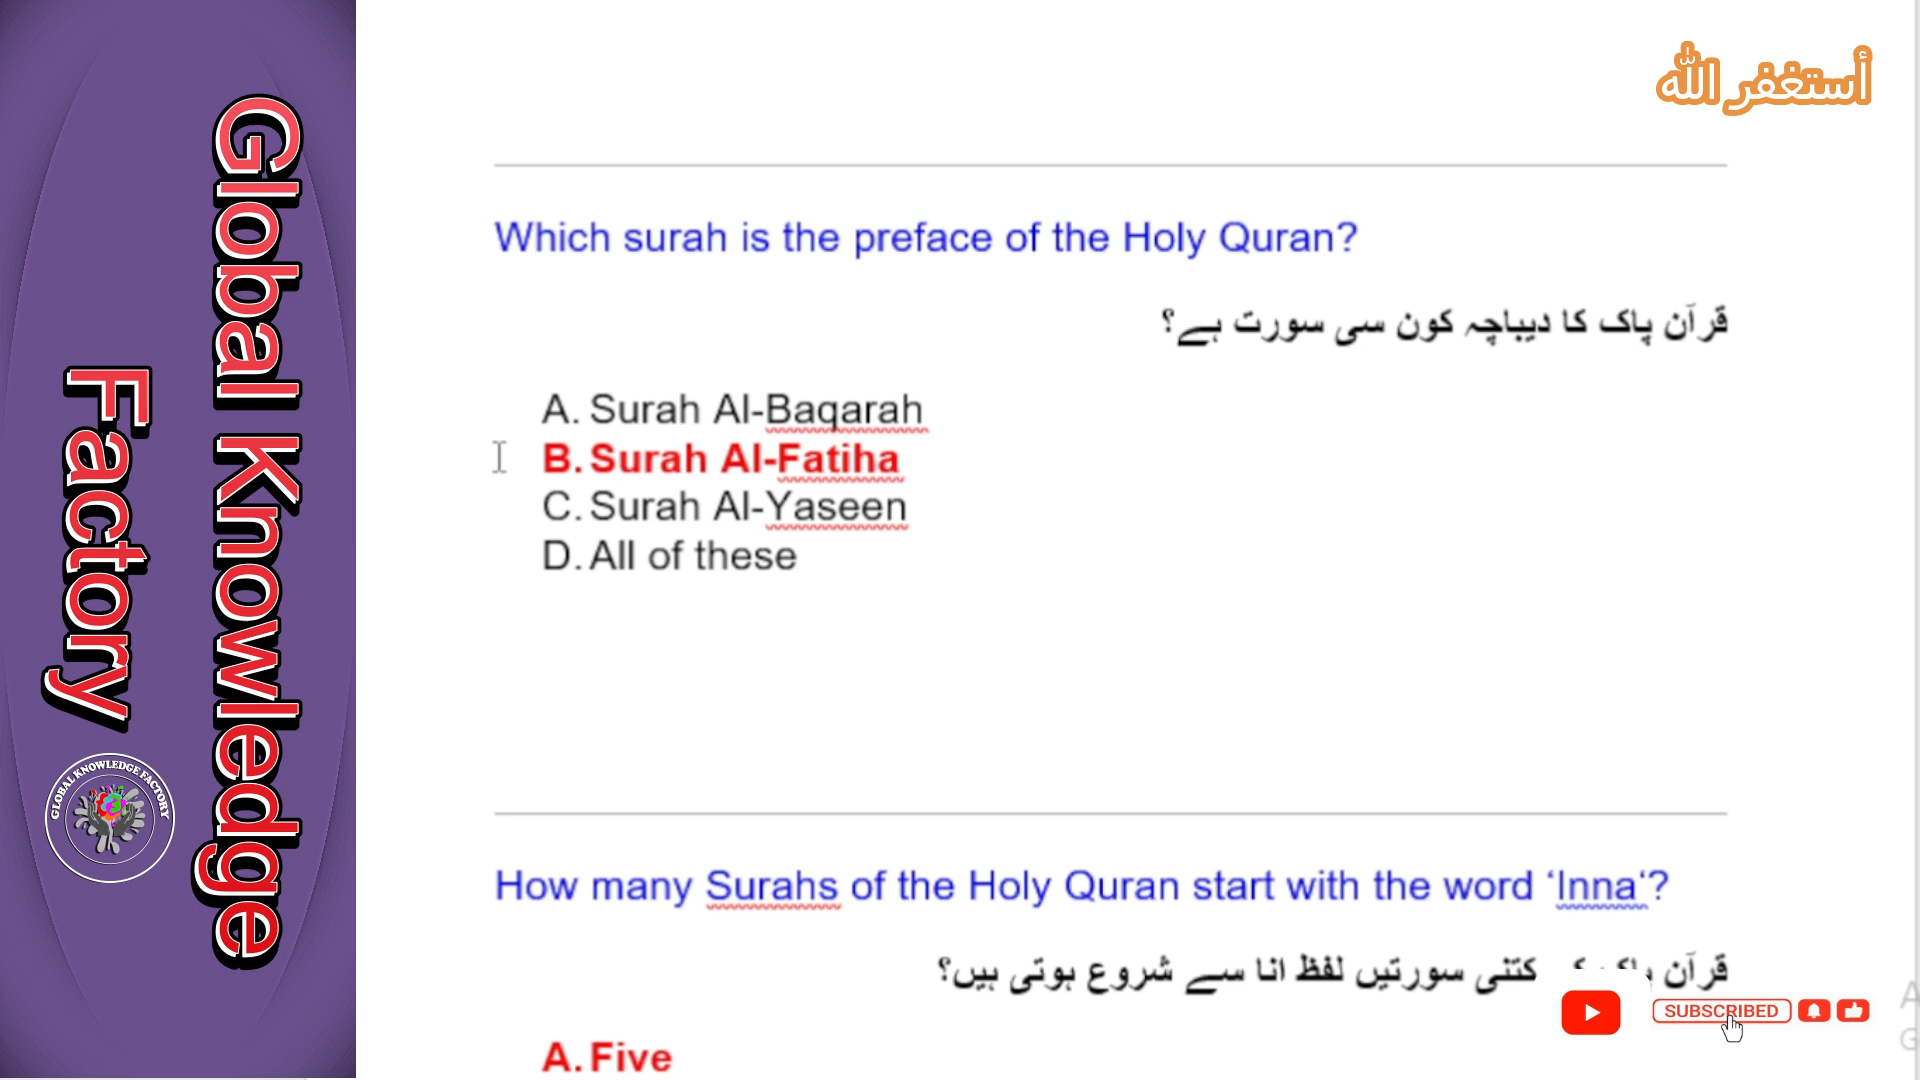 Global Knowledge
Factory
GLOBAL KNOWLEDGE FACTORY
أستغفر الله
Which surah is the preface of the Holy Quran?
قرآن پاک کا دیباچہ کون سی سورت ہے؟
A. Surah Al-Baqarah
B. Surah Al-Fatiha
C. Surah Al-Yaseen
D. All of these
How many Surahs of the Holy Quran start with the word ‘Inna‘?
قرآن پاک کی کتنی سورتیں لفظ انا سے شروع ہوتی ہیں؟
SUBSCRIBED
A. Five